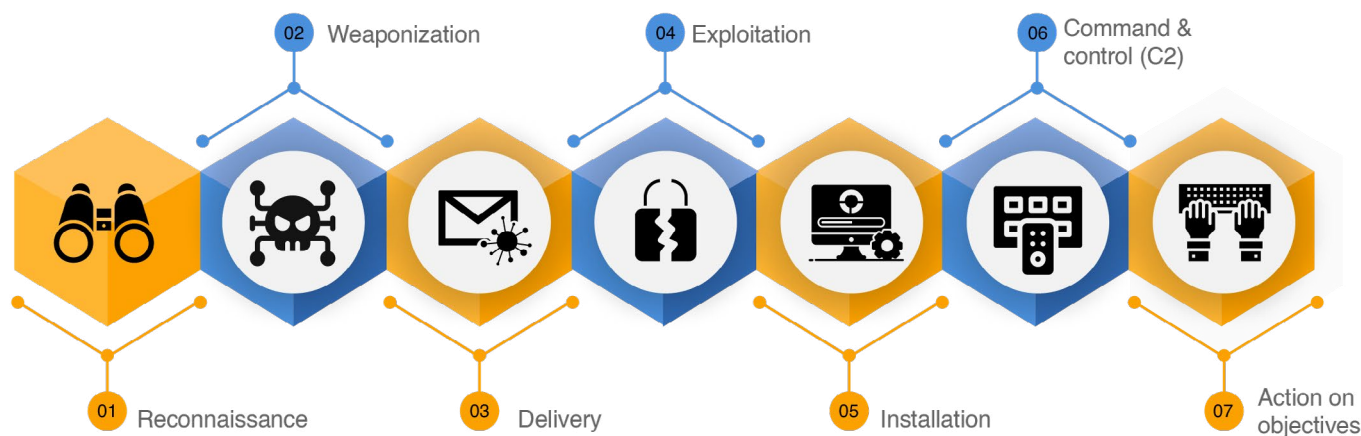 02 Weaponization
04 Exploitation
06 Command &
control (C2)
01 Reconnaissance
03 Delivery
05 Installation
07 Action on
objectives